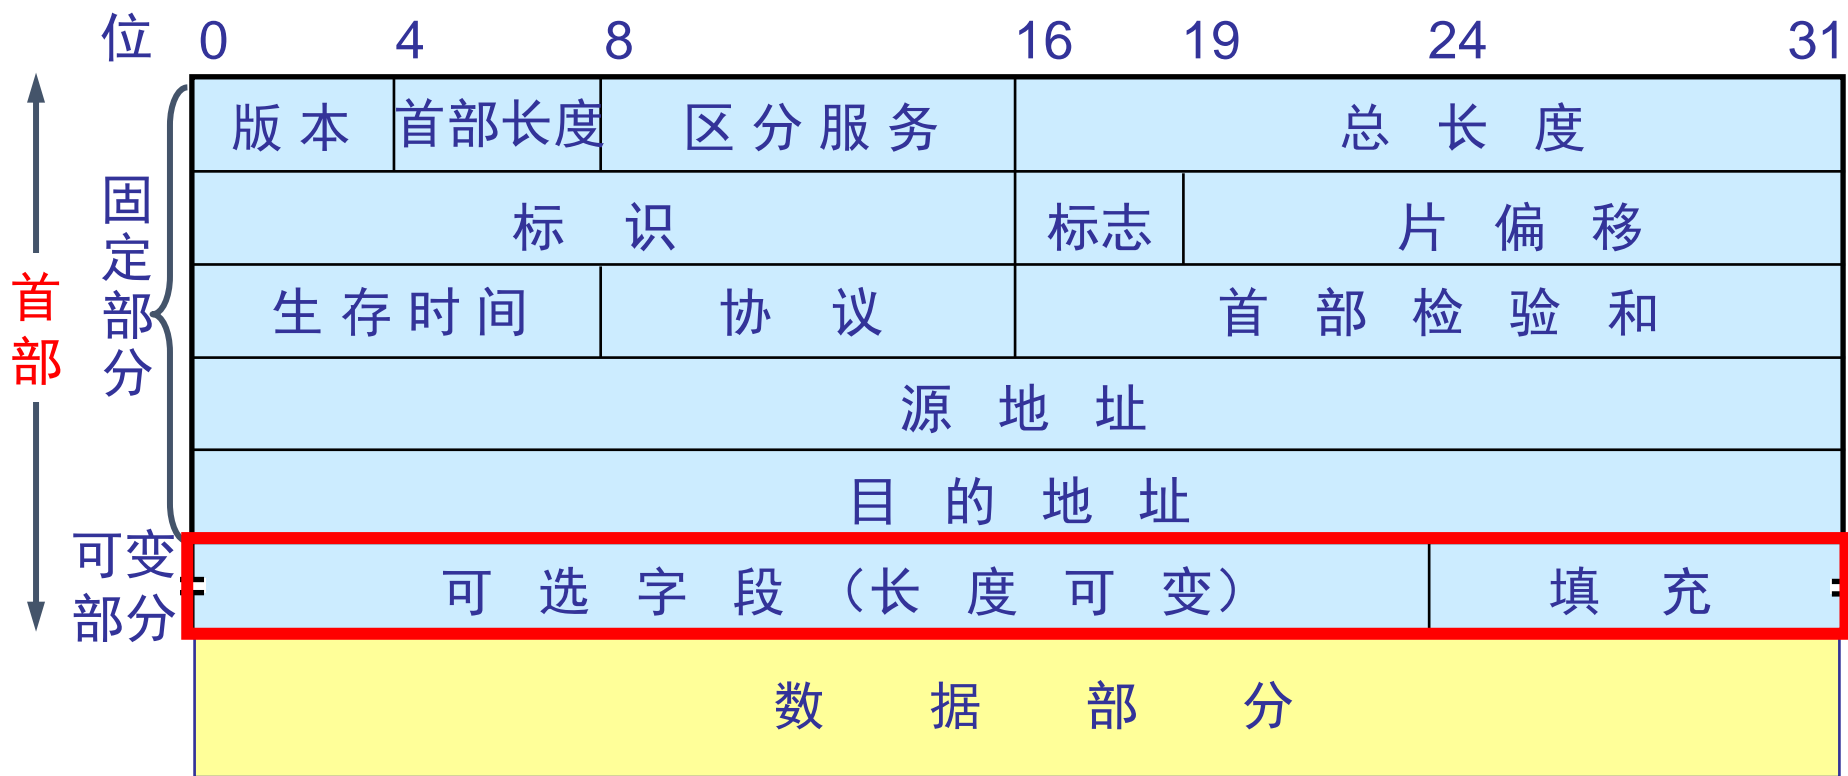 位 0 4 8 16 19 24 31
版本 首部长度 区分服务 总长度
标识 标志 片偏移
生存时间 协议 首部检验和
源地址
目的地址
可选字段（长度可变） 填充
数据部分
首部
固定部分
可变
部分